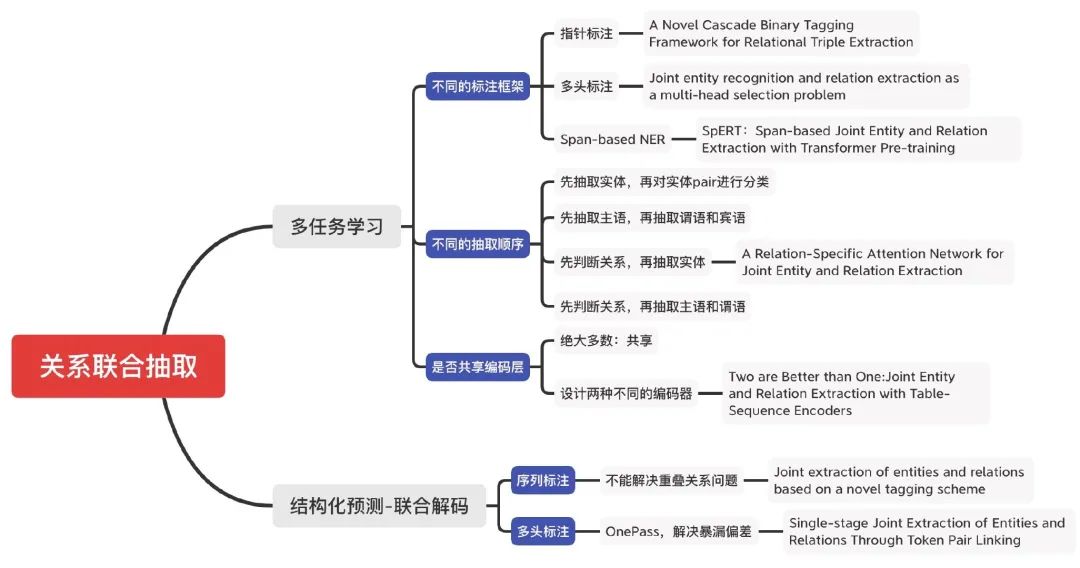 关系联合抽取
多任务学习
不同的标注框架
指针标注
A Novel Cascade Binary Tagging
Framework for Relational Triple Extraction
多头标注
Joint entity recognition and relation extraction as
a multi-head selection problem
Span-based NER
SpERT：Span-based Joint Entity and Relation
Extraction with Transformer Pre-training
不同的抽取顺序
先抽取实体，再对实体pair进行分类
先抽取主语，再抽取谓语和宾语
先判断关系，再抽取实体
A Relation-Specific Attention Network for
Joint Entity and Relation Extraction
先判断关系，再抽取主语和谓语
是否共享编码层
绝大多数：共享
设计两种不同的编码器
Two are Better than One:Joint Entity
and Relation Extraction with Table-
Sequence Encoders
结构化预测-联合解码
序列标注
不能解决重叠关系问题
Joint extraction of entities and relations
based on a novel tagging scheme
多头标注
OnePass，解决暴漏偏差
Single-stage Joint Extraction of Entities and
Relations Through Token Pair Linking